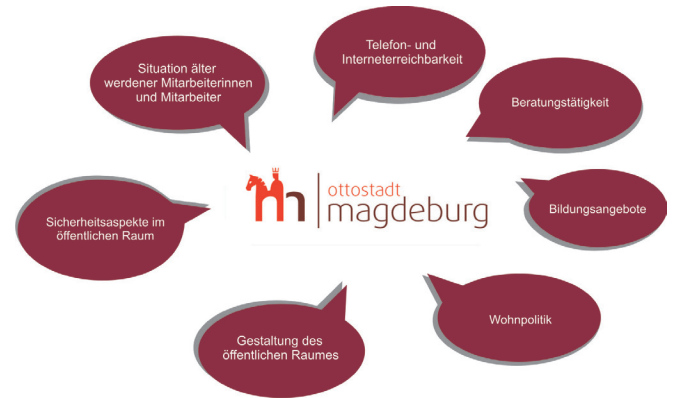 Telefon- und
Interneterreichbarkeit
Situation älter
werdener Mitarbeiterinnen
und Mitarbeiter
Beratungstätigkeit
ottostadt
magdeburg
Bildungsangebote
Sicherheitsaspekte im
öffentlichen Raum
Wohnpolitik
Gestaltung des
öffentlichen Raumes